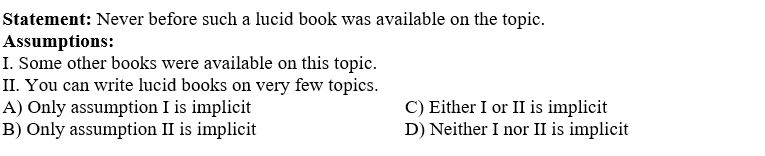 Statement: Never before such a lucid book was available on the topic.
Assumptions:
I. Some other books were available on this topic.
II. You can write lucid books on very few topics.
A) Only assumption I is implicit C) Either I or II is implicit
B) Only assumption II is implicit D) Neither I nor II is implicit